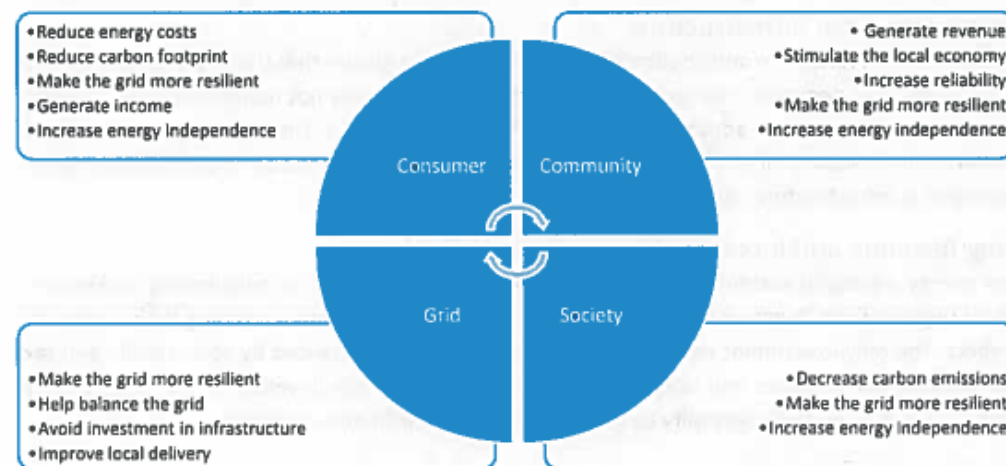 •Reduce energy costs
•Reduce carbon footprint
•Make the grid more resilient
•Generate income
•Increase energy independence
• Generate revenue
•Stimulate the local economy
•Increase reliability
•Make the grid more resilient
•Increase energy independence
Consumer
Community
Grid
Society
•Make the grid more resilient
•Help balance the grid
•Avoid investment in infrastructure
•Improve local delivery
•Decrease carbon emissions
•Make the grid more resilient
•Increase energy independence